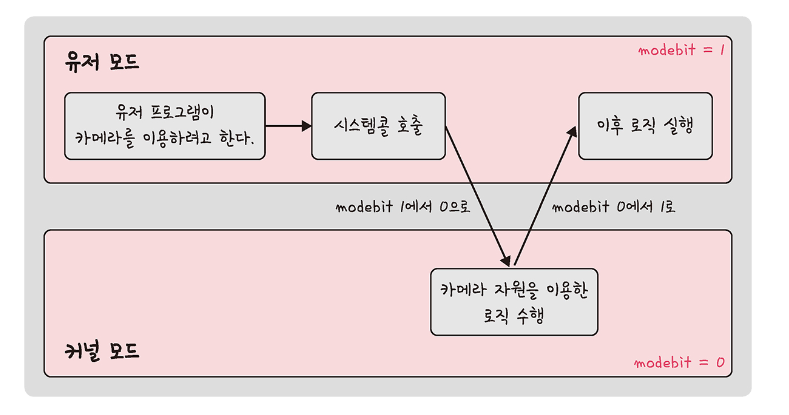 유저 모드
modebit = 1
유저 프로그램이
카메라를 이용하려고 한다.
시스템콜 호출
이후 로직 실행
modebit 1에서 0으로
modebit 0에서 1로
카메라 자원을 이용한
로직 수행
커널 모드
modebit = 0